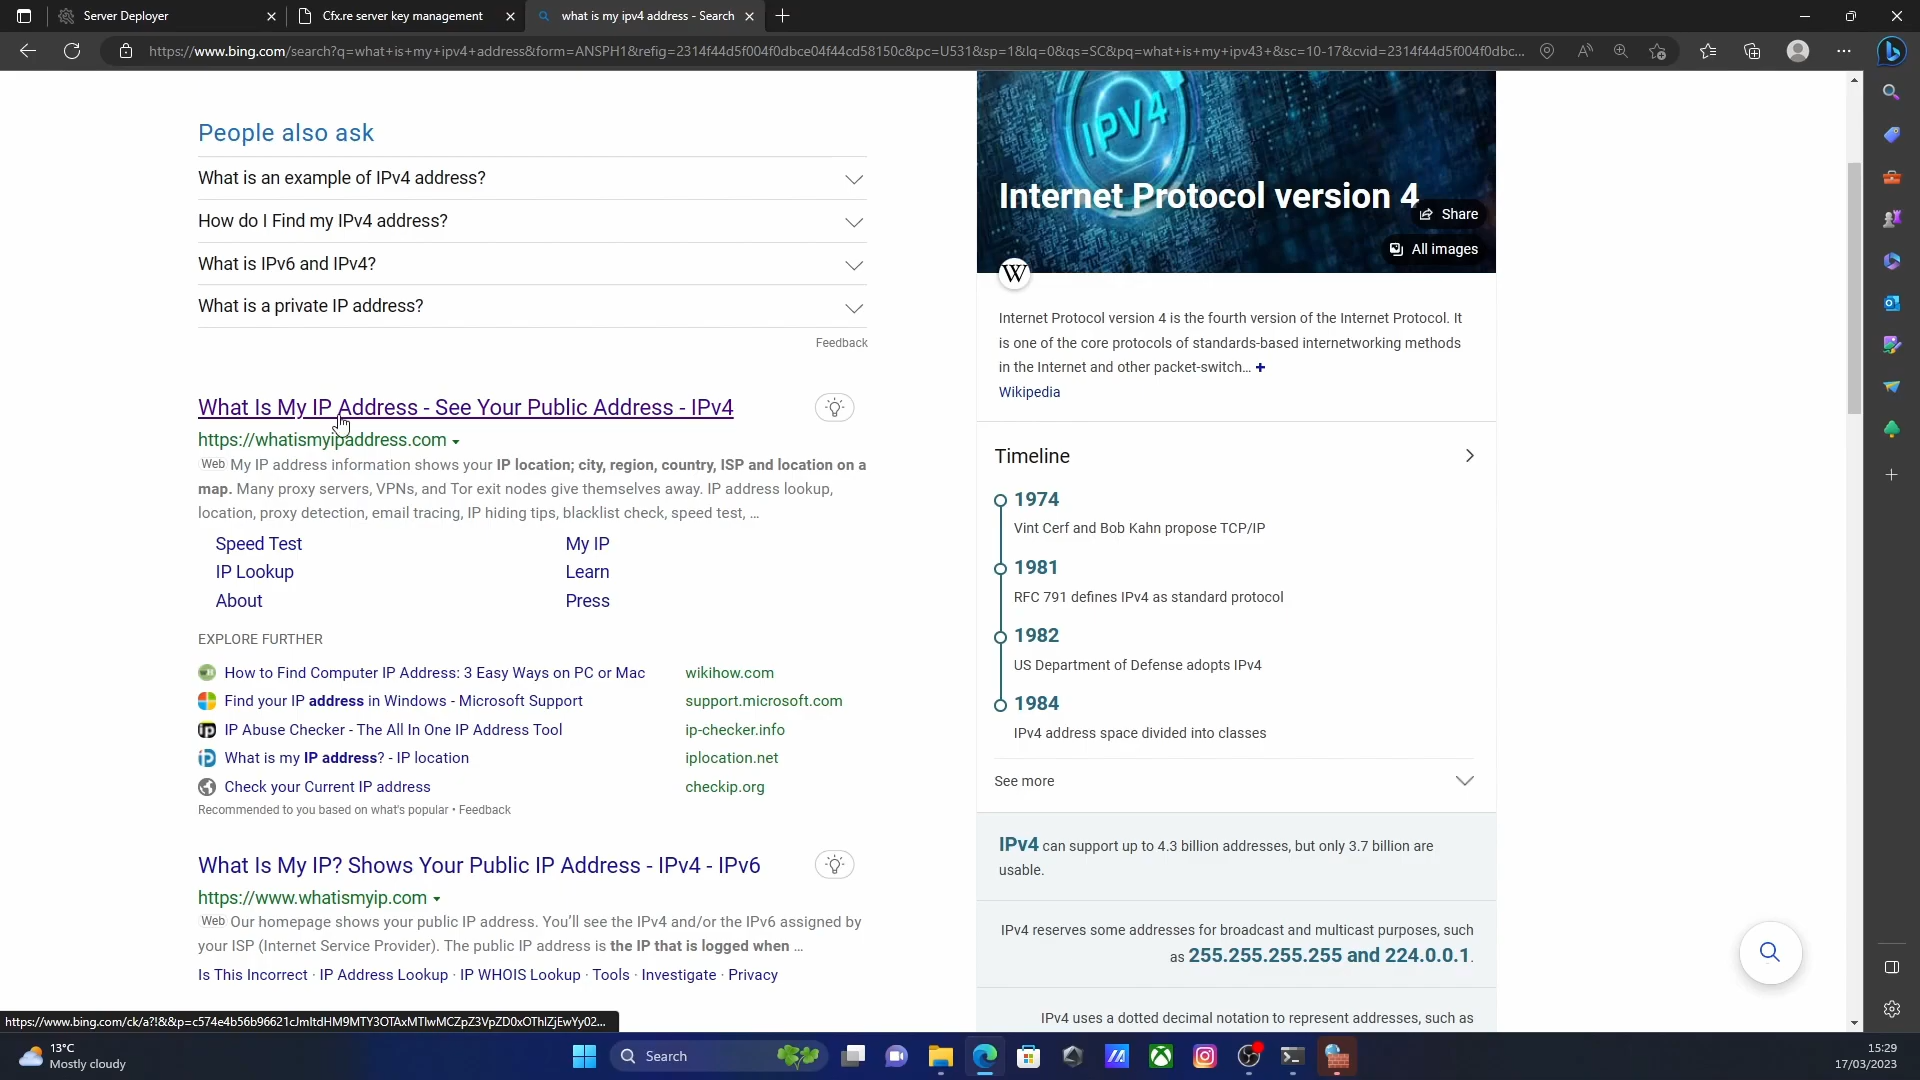 Server Deployer
Cfx.re server key management
what is my ipv4 address - Search
https://www.bing.com/search?q=what+is+my+ipv4+address&form=ANSPH1&refig=2314f44d5f004f0dbce04f44cd58150c&pc=U531&sp=1&lq=0&qs=SC&pq=what+is+my+ipv43+&sc=10-17&cvid=2314f44d5f004f0dbc...
People also ask
What is an example of IPv4 address?
How do I Find my IPv4 address?
What is IPv6 and IPv4?
What is a private IP address?
Feedback
What Is My IP Address - See Your Public Address - IPv4
https://whatismyipaddress.com
Web My IP address information shows your IP location; city, region, country, ISP and location on a
map. Many proxy servers, VPNs, and Tor exit nodes give themselves away. IP address lookup,
location, proxy detection, email tracing, IP hiding tips, blacklist check, speed test, ...
Speed Test My IP
IP Lookup Learn
About Press
EXPLORE FURTHER
How to Find Computer IP Address: 3 Easy Ways on PC or Mac wikihow.com
Find your IP address in Windows - Microsoft Support support.microsoft.com
IP Abuse Checker - The All In One IP Address Tool ip-checker.info
What is my IP address? - IP location iplocation.net
Check your Current IP address checkip.org
Recommended to you based on what's popular • Feedback
What Is My IP? Shows Your Public IP Address - IPv4 - IPv6
https://www.whatismyip.com
Web Our homepage shows your public IP address. You'll see the IPv4 and/or the IPv6 assigned by
your ISP (Internet Service Provider). The public IP address is the IP that is logged when ...
Is This Incorrect · IP Address Lookup · IP WHOIS Lookup · Tools · Investigate · Privacy
IPV4
Internet Protocol version 4
Share
All images
W
Internet Protocol version 4 is the fourth version of the Internet Protocol. It
is one of the core protocols of standards-based internetworking methods
in the Internet and other packet-switch... +
Wikipedia
Timeline
1974
Vint Cerf and Bob Kahn propose TCP/IP
1981
RFC 791 defines IPv4 as standard protocol
1982
US Department of Defense adopts IPv4
1984
IPv4 address space divided into classes
See more
IPv4 can support up to 4.3 billion addresses, but only 3.7 billion are
usable.
IPv4 reserves some addresses for broadcast and multicast purposes, such
as 255.255.255.255 and 224.0.0.1.
IPv4 uses a dotted decimal notation to represent addresses, such as
https://www.bing.com/ck/a?!&&p=c574e4b56b96621cJmltdHM9MTY3OTAxMTIwMCZpZ3VpZD0xOThlZjEwYy02...
13°C
Mostly cloudy
Search
15:29
17/03/2023